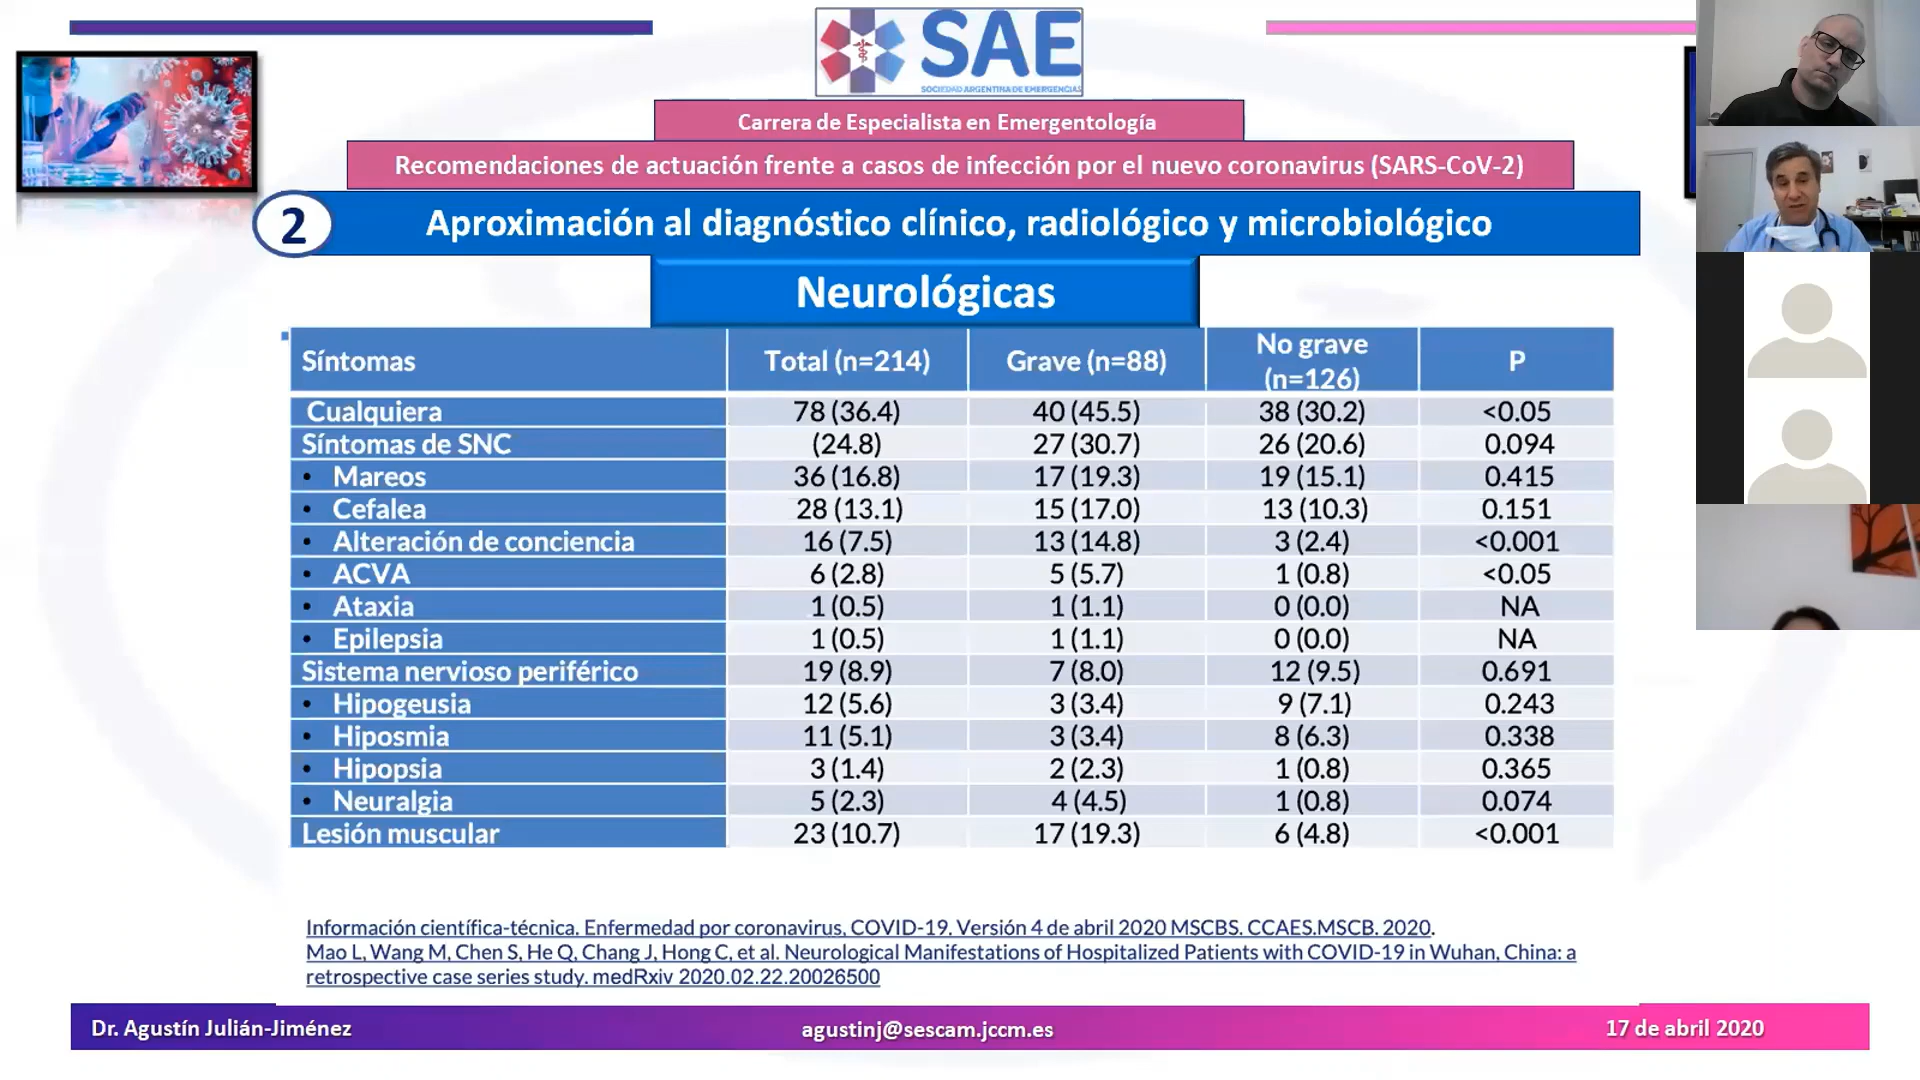 SAE
SOCIEDAD ARGENTINA DE EMERGENCIAS
Carrera de Especialista en Emergentología
Recomendaciones de actuación frente a casos de infección por el nuevo coronavirus (SARS-CoV-2)
2 Aproximación al diagnóstico clínico, radiológico y microbiológico
Neurológicas
Síntomas Total (n=214) Grave (n=88) No grave (n=126) P
Cualquiera 78 (36.4) 40 (45.5) 38 (30.2) <0.05
Síntomas de SNC (24.8) 27 (30.7) 26 (20.6) 0.094
• Mareos 36 (16.8) 17 (19.3) 19 (15.1) 0.415
• Cefalea 28 (13.1) 15 (17.0) 13 (10.3) 0.151
• Alteración de conciencia 16 (7.5) 13 (14.8) 3 (2.4) <0.001
• ACVA 6 (2.8) 5 (5.7) 1 (0.8) <0.05
• Ataxia 1 (0.5) 1 (1.1) 0 (0.0) NA
• Epilepsia 1 (0.5) 1 (1.1) 0 (0.0) NA
Sistema nervioso periférico 19 (8.9) 7 (8.0) 12 (9.5) 0.691
• Hipogeusia 12 (5.6) 3 (3.4) 9 (7.1) 0.243
• Hiposmia 11 (5.1) 3 (3.4) 8 (6.3) 0.338
• Hipopsia 3 (1.4) 2 (2.3) 1 (0.8) 0.365
• Neuralgia 5 (2.3) 4 (4.5) 1 (0.8) 0.074
Lesión muscular 23 (10.7) 17 (19.3) 6 (4.8) <0.001
Información científica-técnica. Enfermedad por coronavirus, COVID-19. Versión 4 de abril 2020 MSCBS. CCAES.MSCB. 2020.
Mao L, Wang M, Chen S, He Q, Chang J, Hong C, et al. Neurological Manifestations of Hospitalized Patients with COVID-19 in Wuhan, China: a
retrospective case series study. medRxiv 2020.02.22.20026500
Dr. Agustín Julián-Jiménez agustinj@sescam.jccm.es 17 de abril 2020